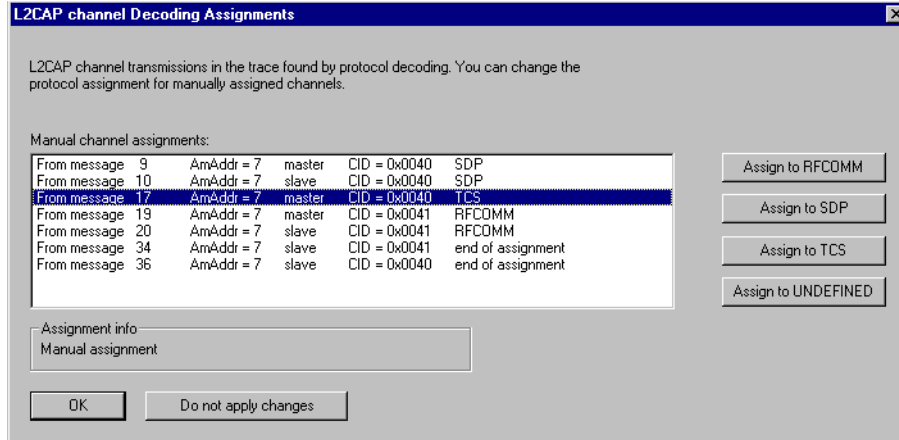 L2CAP channel Decoding Assignments
L2CAP channel transmissions in the trace found by protocol decoding. You can change the
protocol assignment for manually assigned channels.
Manual channel assignments:
From message 9 AmAddr = 7 master CID = 0x0040 SDP
From message 10 AmAddr = 7 slave CID = 0x0040 SDP
From message 17 AmAddr = 7 master CID = 0x0040 TCS
From message 19 AmAddr = 7 master CID = 0x0041 RFCOMM
From message 20 AmAddr = 7 slave CID = 0x0041 RFCOMM
From message 34 AmAddr = 7 slave CID = 0x0041 end of assignment
From message 36 AmAddr = 7 slave CID = 0x0040 end of assignment
Assign to RFCOMM
Assign to SDP
Assign to TCS
Assign to UNDEFINED
Assignment info
Manual assignment
OK
Do not apply changes